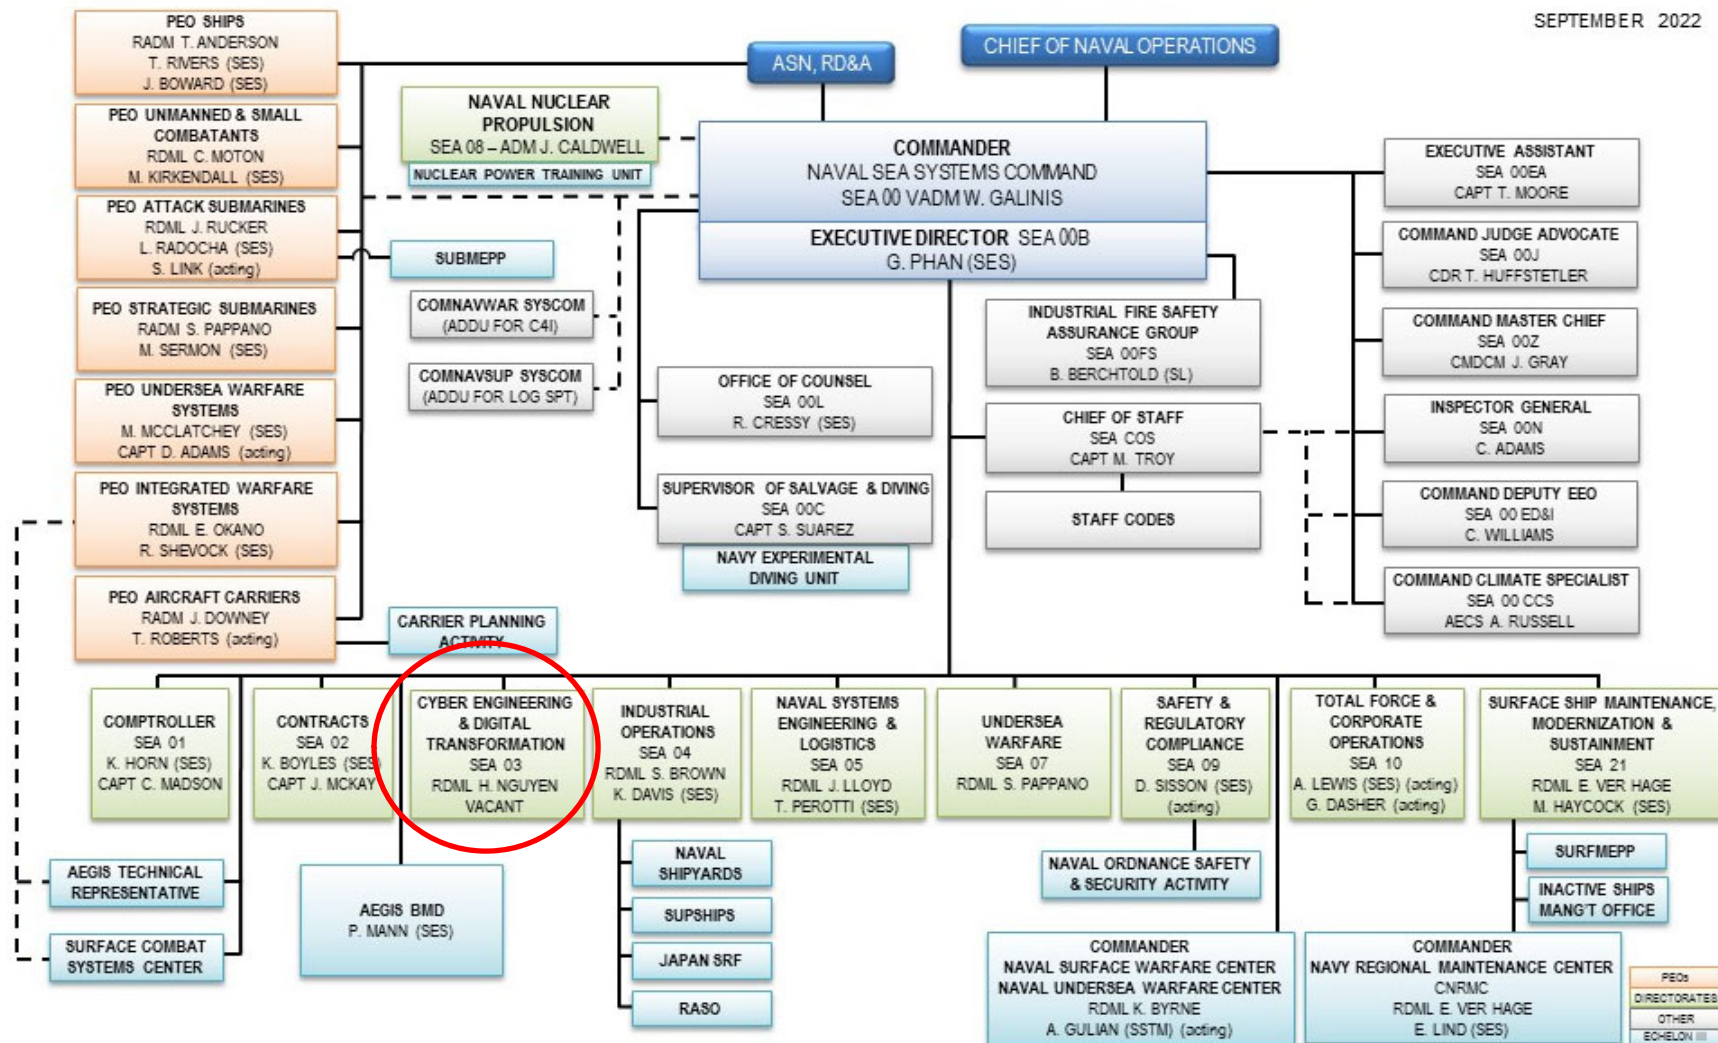 SEPTEMBER 2022
PEO SHIPS
RADM T. ANDERSON
T. RIVERS (SES)
J. BOWARD (SES)
ASN, RD&A
CHIEF OF NAVAL OPERATIONS
PEO UNMANNED & SMALL
COMBATANTS
RDML C. MOTON
M. KIRKENDALL (SES)
NAVAL NUCLEAR
PROPULSION
SEA 08 – ADM J. CALDWELL
NUCLEAR POWER TRAINING UNIT
COMMANDER
NAVAL SEA SYSTEMS COMMAND
SEA 00 VADM W. GALINIS
EXECUTIVE DIRECTOR SEA 00B
G. PHAN (SES)
EXECUTIVE ASSISTANT
SEA 00EA
CAPT T. MOORE
PEO ATTACK SUBMARINES
RDML J. RUCKER
L. RADOCHA (SES)
S. LINK (acting)
SUBMEPP
COMMAND JUDGE ADVOCATE
SEA 00J
CDR T. HUFFSTETLER
PEO STRATEGIC SUBMARINES
RADM S. PAPPANO
M. SERMON (SES)
COMNAVWAR SYSCOM
(ADDU FOR C4I)
INDUSTRIAL FIRE SAFETY
ASSURANCE GROUP
SEA 00FS
B. BERCHTOLD (SL)
COMMAND MASTER CHIEF
SEA 00Z
CMDCM J. GRAY
PEO UNDERSEA WARFARE
SYSTEMS
M. MCCLATCHEY (SES)
CAPT D. ADAMS (acting)
COMNAVSUP SYSCOM
(ADDU FOR LOG SPT)
OFFICE OF COUNSEL
SEA 00L
R. CRESSY (SES)
CHIEF OF STAFF
SEA COS
CAPT M. TROY
INSPECTOR GENERAL
SEA 00N
C. ADAMS
PEO INTEGRATED WARFARE
SYSTEMS
RDML E. OKANO
R. SHEVOCK (SES)
SUPERVISOR OF SALVAGE & DIVING
SEA 00C
CAPT S. SUAREZ
NAVY EXPERIMENTAL
DIVING UNIT
STAFF CODES
COMMAND DEPUTY EEO
SEA 00 ED&I
C. WILLIAMS
PEO AIRCRAFT CARRIERS
RADM J. DOWNEY
T. ROBERTS (acting)
CARRIER PLANNING
ACTIVITY
COMMAND CLIMATE SPECIALIST
SEA 00 CCS
AECS A. RUSSELL
COMPTROLLER
SEA 01
K. HORN (SES)
CAPT C. MADSON
CONTRACTS
SEA 02
K. BOYLES (SES)
CAPT J. MCKAY
CYBER ENGINEERING
& DIGITAL
TRANSFORMATION
SEA 03
RDML H. NGUYEN
VACANT
INDUSTRIAL
OPERATIONS
SEA 04
RDML S. BROWN
K. DAVIS (SES)
NAVAL SYSTEMS
ENGINEERING &
LOGISTICS
SEA 05
RDML J. LLOYD
T. PEROTTI (SES)
UNDERSEA
WARFARE
SEA 07
RDML S. PAPPANO
SAFETY &
REGULATORY
COMPLIANCE
SEA 09
D. SISSON (SES)
(acting)
TOTAL FORCE &
CORPORATE
OPERATIONS
SEA 10
A. LEWIS (SES) (acting)
G. DASHER (acting)
SURFACE SHIP MAINTENANCE,
MODERNIZATION &
SUSTAINMENT
SEA 21
RDML E. VER HAGE
M. HAYCOCK (SES)
AEGIS TECHNICAL
REPRESENTATIVE
SURFACE COMBAT
SYSTEMS CENTER
AEGIS BMD
P. MANN (SES)
NAVAL
SHIPYARDS
SUPSHIPS
JAPAN SRF
RASO
NAVAL ORDNANCE SAFETY
& SECURITY ACTIVITY
SURFMEPP
INACTIVE SHIPS
MANG'T OFFICE
COMMANDER
NAVAL SURFACE WARFARE CENTER
NAVAL UNDERSEA WARFARE CENTER
RDML K. BYRNE
A. GULIAN (SSTM) (acting)
COMMANDER
NAVY REGIONAL MAINTENANCE CENTER
CNRMC
RDML E. VER HAGE
E. LIND (SES)
PEOs
DIRECTORATES
OTHER
ECHELON III